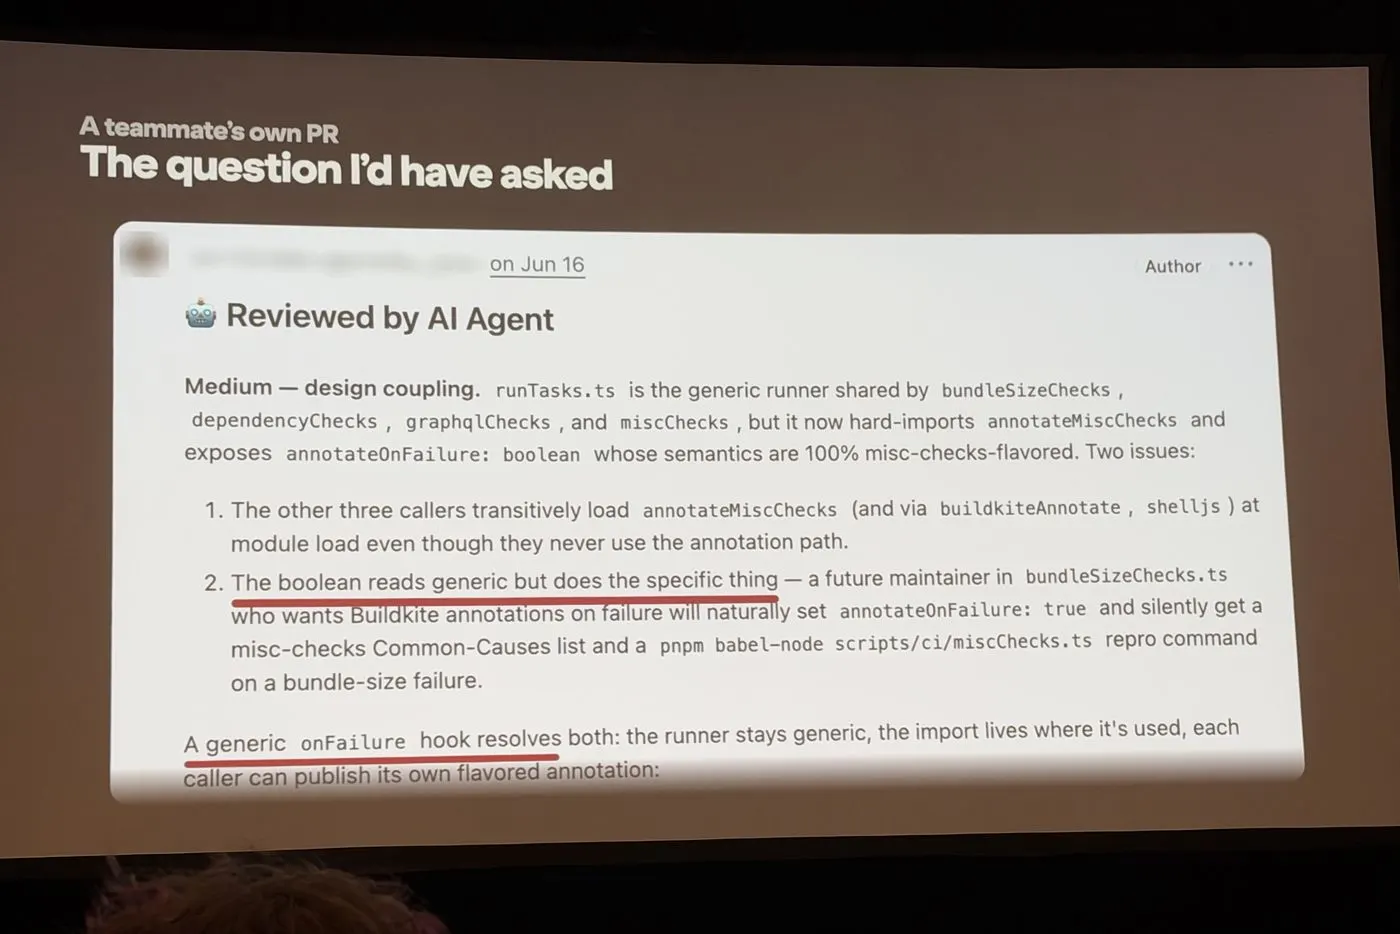 A teammate's own PR
The question I'd have asked
on Jun 16
Author ...
🤖 Reviewed by AI Agent
Medium — design coupling. runTasks.ts is the generic runner shared by bundleSizeChecks ,
dependencyChecks , graphqlChecks , and miscChecks , but it now hard-imports annotateMiscChecks and
exposes annotateOnFailure: boolean whose semantics are 100% misc-checks-flavored. Two issues:
1. The other three callers transitively load annotateMiscChecks (and via buildkiteAnnotate , shelljs ) at
module load even though they never use the annotation path.
2. The boolean reads generic but does the specific thing — a future maintainer in bundleSizeChecks.ts
who wants Buildkite annotations on failure will naturally set annotateOnFailure: true and silently get a
misc-checks Common-Causes list and a pnpm babel-node scripts/ci/miscChecks.ts repro command
on a bundle-size failure.
A generic onFailure hook resolves both: the runner stays generic, the import lives where it's used, each
caller can publish its own flavored annotation: